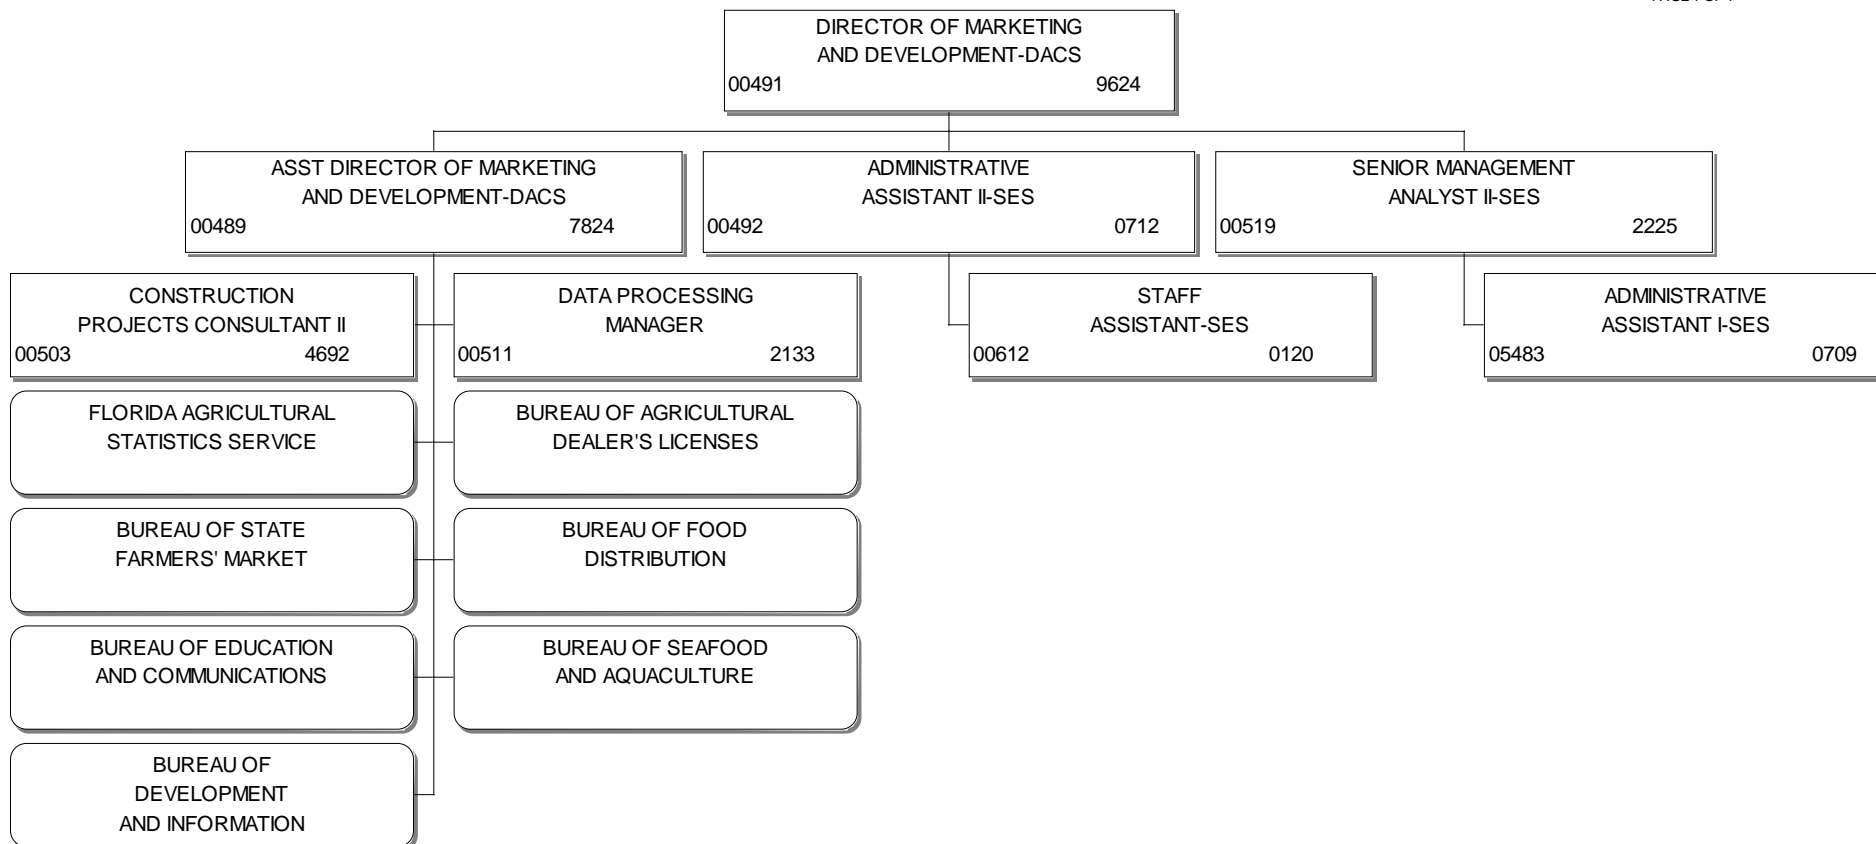 DIRECTOR OF MARKETING
AND DEVELOPMENT-DACS
00491 9624
ASST DIRECTOR OF MARKETING
AND DEVELOPMENT-DACS
00489 7824
ADMINISTRATIVE
ASSISTANT II-SES
00492 0712
SENIOR MANAGEMENT
ANALYST II-SES
00519 2225
CONSTRUCTION
PROJECTS CONSULTANT II
00503 4692
DATA PROCESSING
MANAGER
00511 2133
STAFF
ASSISTANT-SES
00612 0120
ADMINISTRATIVE
ASSISTANT I-SES
05483 0709
FLORIDA AGRICULTURAL
STATISTICS SERVICE
BUREAU OF AGRICULTURAL
DEALER'S LICENSES
BUREAU OF STATE
FARMERS' MARKET
BUREAU OF FOOD
DISTRIBUTION
BUREAU OF EDUCATION
AND COMMUNICATIONS
BUREAU OF SEAFOOD
AND AQUACULTURE
BUREAU OF
DEVELOPMENT
AND INFORMATION